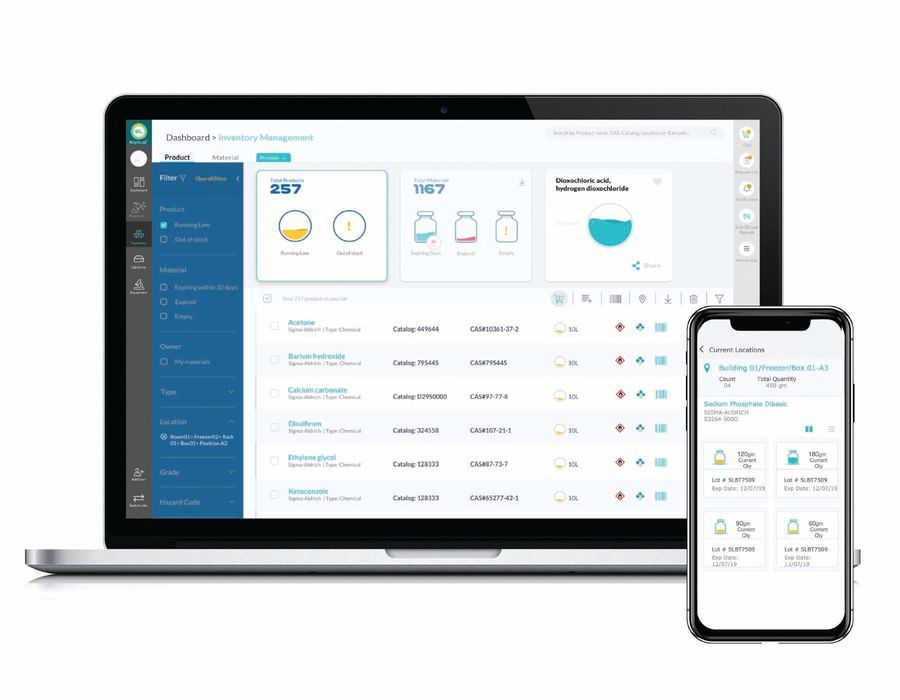 Dashboard > Inventory Management
Search by Product name, CAS, Catalog, Location or Barcode...
Product
Material
Filter
Clear all filters
Product
Running Low
Out of stock
Material
Expiring within 30 days
Expired
Empty
Owner
My materials
Type
Location
Room01> Freezer02> Rack
01> Box01> Position-A2
Grade
Hazard Code
Dashboard
Inventory
Equipment
Add User
Switch Labs
Total Products
257
Running Low
Out of stock
Total Materials
1167
Expiring Soon
Expired
Empty
Dioxochloric acid,
hydrogen dioxochloride
Share
Cart
Total 257 products in your lab
Acetone
Sigma-Aldrich | Type: Chemical
Catalog: 449644
CAS#10361-37-2
10L
Barium hydroxide
Sigma-Aldrich | Type: Chemical
Catalog: 795445
CAS#795445
10L
Calcium carbonate
Sigma-Aldrich | Type: Chemical
Catalog: D2950000
CAS#97-77-8
10L
Disulfiram
Sigma-Aldrich | Type: Chemical
Catalog: 324558
CAS#107-21-1
10L
Ethylene glycol
Sigma-Aldrich | Type: Chemical
Catalog: 128333
CAS#87-73-7
10L
Ketoconzole
Sigma-Aldrich | Type: Chemical
Catalog: 128333
CAS#65277-42-1
10L
Current Locations
Building 01/Freezer/Box 01-A3
Count
04
Total Quantity
450 gm
Sodium Phosphate Dibasic
SIGMA-ALDRICH
S3264-500G
120gm
Current
Qty
Lot # SLBT7509
Exp Date: 12/07/19
180gm
Current
Qty
Lot # SLBT7509
Exp Date: 12/07/19
90gm
Current
Qty
Lot # SLBT7509
Exp Date:
12/07/19
60gm
Current
Qty
Lot # SLBT7509
Exp Date:
12/07/19